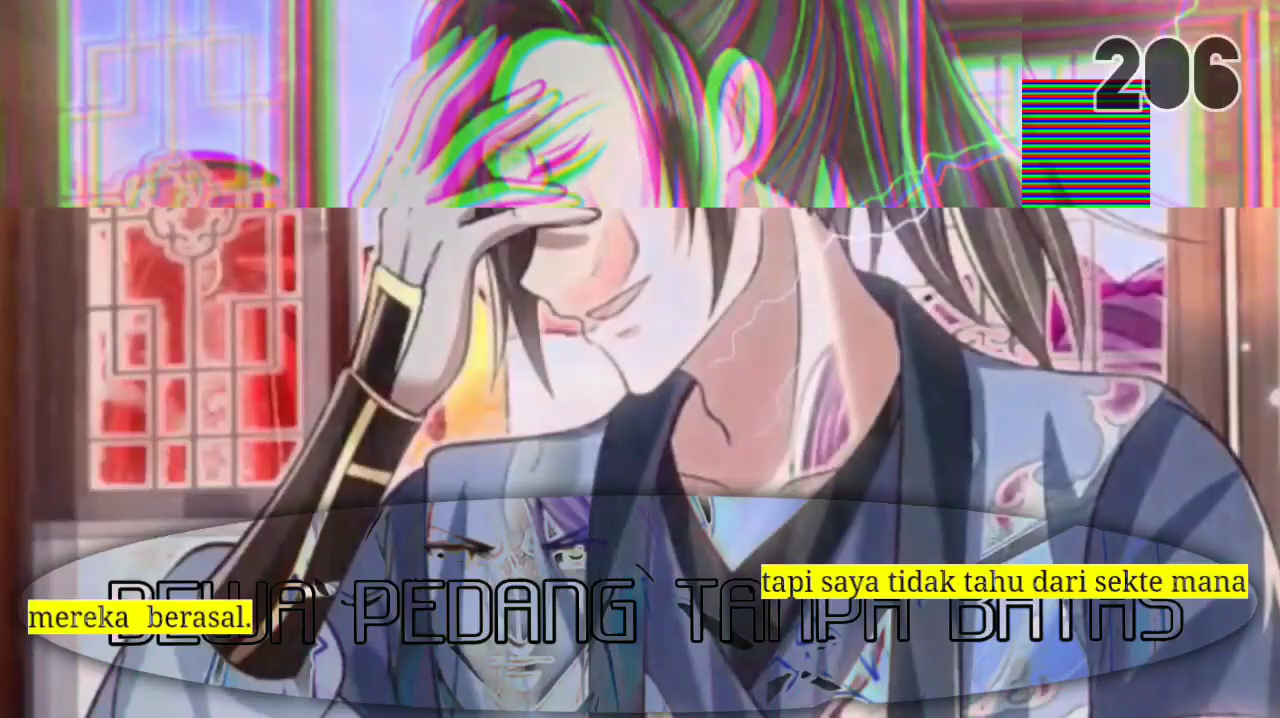 206
tapi saya tidak tahu dari sekte mana
mereka berasal.
DEWA PEDANG TANPA BATAS